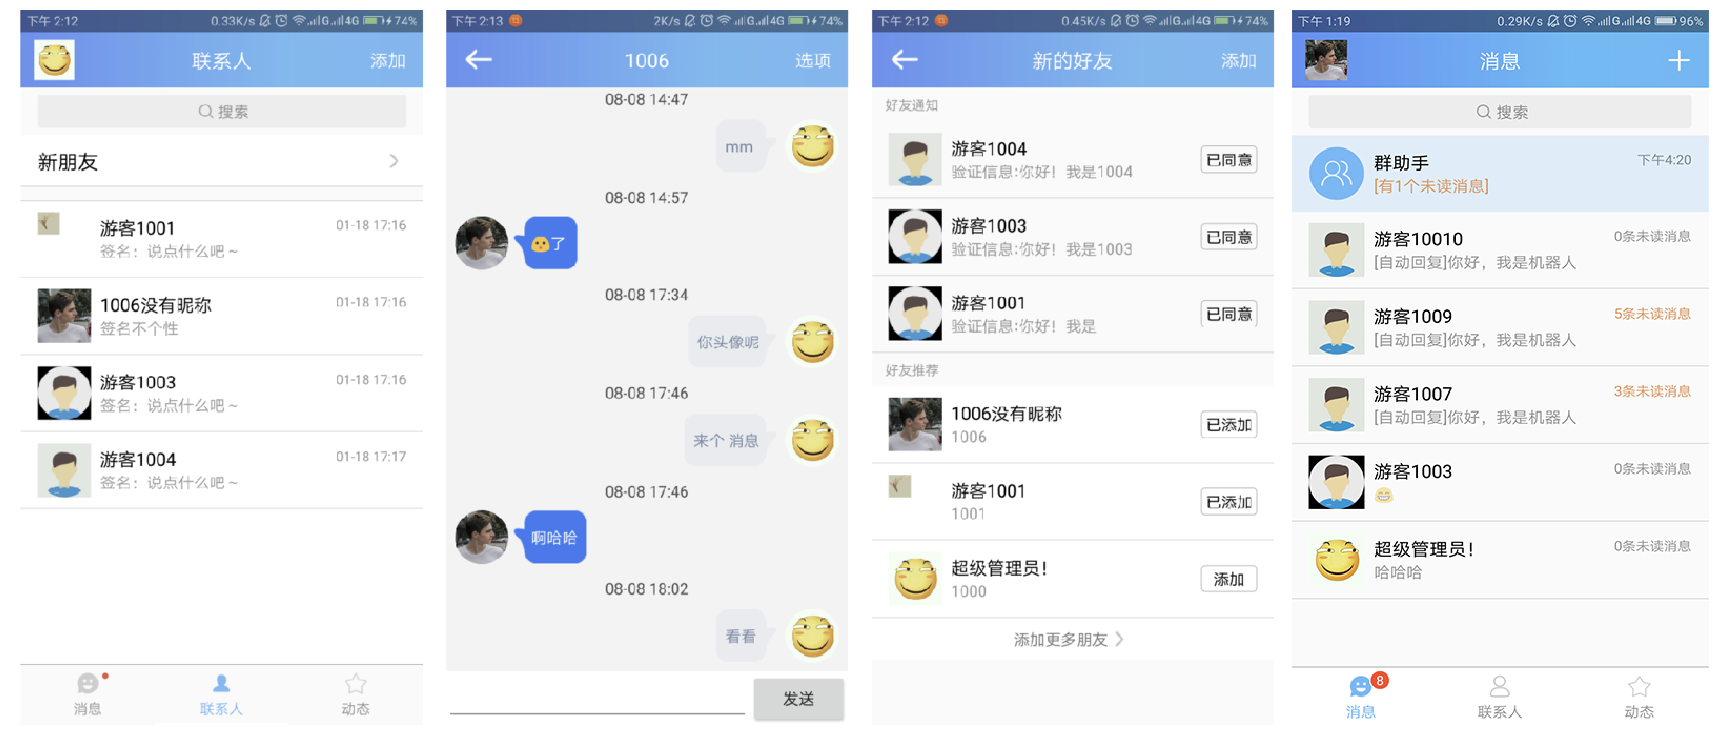 下午 2:12
0.33K/s
G
4G
74%
联系人
添加
搜索
新朋友
游客1001
01-18 17:16
签名：说点什么吧～
1006没有昵称
01-18 17:16
签名不个性
游客1003
01-18 17:16
签名：说点什么吧～
游客1004
01-18 17:17
签名：说点什么吧～
消息
联系人
动态
下午 2:13
2K/s
G
4G
74%
1006
选项
08-08 14:47
mm
08-08 14:57
了
08-08 17:34
你头像呢
08-08 17:46
来个 消息
08-08 17:46
啊哈哈
08-08 18:02
看看
发送
下午 2:12
0.45K/s
G
4G
74%
新的好友
添加
好友通知
游客1004
验证信息:你好！我是1004
已同意
游客1003
验证信息:你好！我是1003
已同意
游客1001
验证信息:你好！我是
已同意
好友推荐
1006没有昵称
1006
已添加
游客1001
1001
已添加
超级管理员!
1000
添加
添加更多朋友
下午 1:19
0.29K/s
G
4G
96%
消息
搜索
群助手
下午4:20
[有1个未读消息]
游客10010
0条未读消息
[自动回复]你好，我是机器人
游客1009
5条未读消息
[自动回复]你好，我是机器人
游客1007
3条未读消息
[自动回复]你好，我是机器人
游客1003
0条未读消息
超级管理员!
0条未读消息
哈哈哈
8
消息
联系人
动态